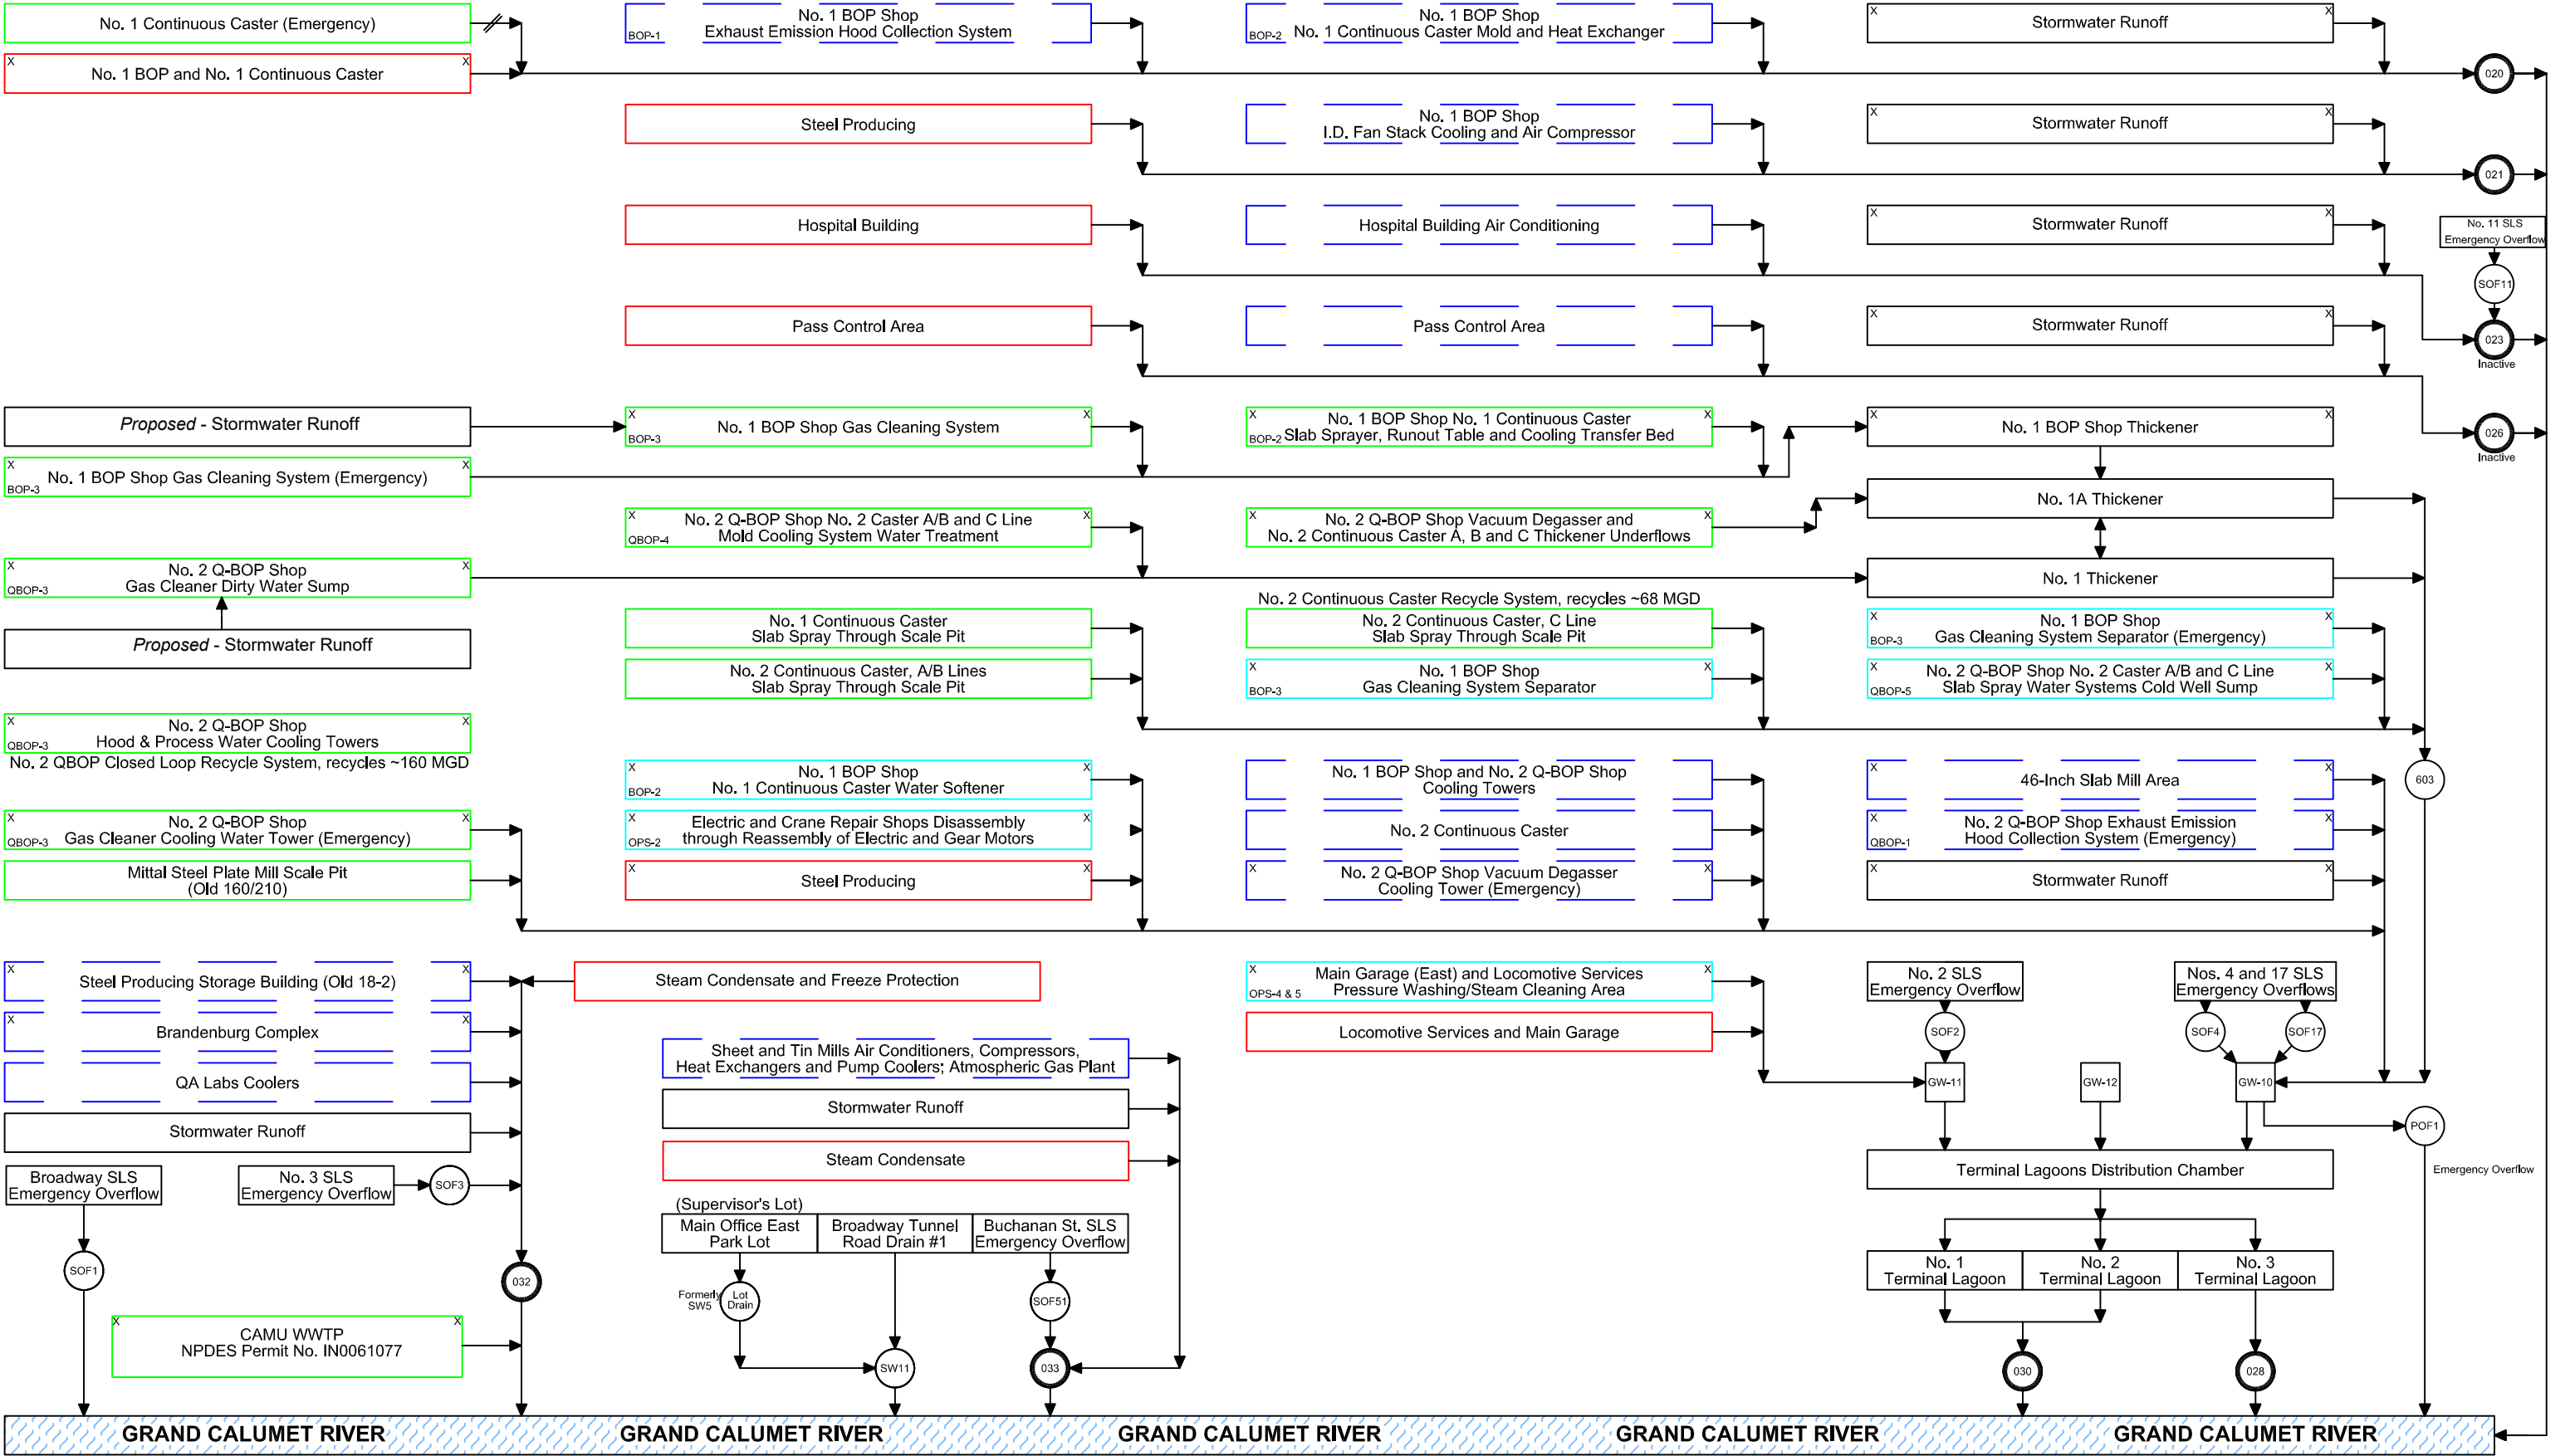 No. 1 Continuous Caster (Emergency)
No. 1 BOP Shop
BOP-1
Exhaust Emission Hood Collection System
No. 1 BOP Shop
BOP-2
No. 1 Continuous Caster Mold and Heat Exchanger
X X
Stormwater Runoff
X X
No. 1 BOP and No. 1 Continuous Caster
020
Steel Producing
No. 1 BOP Shop
I.D. Fan Stack Cooling and Air Compressor
X X
Stormwater Runoff
021
Hospital Building
Hospital Building Air Conditioning
X X
Stormwater Runoff
No. 11 SLS
Emergency Overflow
SOF11
023
Inactive
Pass Control Area
Pass Control Area
X X
Stormwater Runoff
026
Inactive
Proposed - Stormwater Runoff
X X
BOP-3
No. 1 BOP Shop Gas Cleaning System
X X
No. 1 BOP Shop No. 1 Continuous Caster
BOP-2
Slab Sprayer, Runout Table and Cooling Transfer Bed
X X
No. 1 BOP Shop Thickener
X X
BOP-3
No. 1 BOP Shop Gas Cleaning System (Emergency)
No. 1A Thickener
X X
No. 2 Q-BOP Shop No. 2 Caster A/B and C Line
QBOP-4
Mold Cooling System Water Treatment
X X
No. 2 Q-BOP Shop Vacuum Degasser and
No. 2 Continuous Caster A, B and C Thickener Underflows
X X
No. 2 Q-BOP Shop
QBOP-3
Gas Cleaner Dirty Water Sump
No. 1 Thickener
Proposed - Stormwater Runoff
No. 1 Continuous Caster
Slab Spray Through Scale Pit
No. 2 Continuous Caster Recycle System, recycles ~68 MGD
No. 2 Continuous Caster, C Line
Slab Spray Through Scale Pit
X X
No. 1 BOP Shop
BOP-3
Gas Cleaning System Separator (Emergency)
No. 2 Continuous Caster, A/B Lines
Slab Spray Through Scale Pit
X X
No. 1 BOP Shop
BOP-3
Gas Cleaning System Separator
X X
No. 2 Q-BOP Shop No. 2 Caster A/B and C Line
QBOP-5
Slab Spray Water Systems Cold Well Sump
X X
No. 2 Q-BOP Shop
QBOP-3
Hood & Process Water Cooling Towers
No. 2 QBOP Closed Loop Recycle System, recycles ~160 MGD
X X
No. 1 BOP Shop
BOP-2
No. 1 Continuous Caster Water Softener
No. 1 BOP Shop and No. 2 Q-BOP Shop
Cooling Towers
X X
46-Inch Slab Mill Area
603
X X
No. 2 Q-BOP Shop
QBOP-3
Gas Cleaner Cooling Water Tower (Emergency)
X X
Electric and Crane Repair Shops Disassembly
OPS-2
through Reassembly of Electric and Gear Motors
No. 2 Continuous Caster
X X
No. 2 Q-BOP Shop Exhaust Emission
QBOP-1
Hood Collection System (Emergency)
Mittal Steel Plate Mill Scale Pit
(Old 160/210)
X X
Steel Producing
X X
No. 2 Q-BOP Shop Vacuum Degasser
Cooling Tower (Emergency)
X X
Stormwater Runoff
X X
Steel Producing Storage Building (Old 18-2)
Steam Condensate and Freeze Protection
X X
Main Garage (East) and Locomotive Services
OPS-4 & 5
Pressure Washing/Steam Cleaning Area
No. 2 SLS
Emergency Overflow
Nos. 4 and 17 SLS
Emergency Overflows
X X
Brandenburg Complex
Locomotive Services and Main Garage
SOF2
SOF4
SOF17
Sheet and Tin Mills Air Conditioners, Compressors,
Heat Exchangers and Pump Coolers; Atmospheric Gas Plant
QA Labs Coolers
GW-11
GW-12
GW-10
Stormwater Runoff
Stormwater Runoff
POF1
Steam Condensate
Terminal Lagoons Distribution Chamber
Emergency Overflow
Broadway SLS
Emergency Overflow
No. 3 SLS
Emergency Overflow
SOF3
(Supervisor's Lot)
Main Office East
Park Lot
Broadway Tunnel
Road Drain #1
Buchanan St. SLS
Emergency Overflow
No. 1
Terminal Lagoon
No. 2
Terminal Lagoon
No. 3
Terminal Lagoon
SOF1
032
Formerly
SW5
Lot
Drain
SOF51
X X
CAMU WWTP
NPDES Permit No. IN0061077
SW11
033
030
028
GRAND CALUMET RIVER GRAND CALUMET RIVER GRAND CALUMET RIVER GRAND CALUMET RIVER GRAND CALUMET RIVER